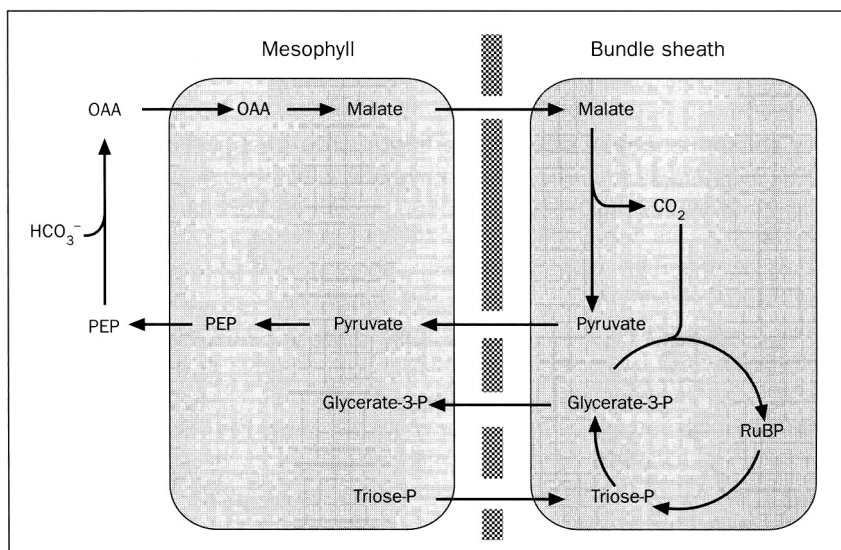 Mesophyll
Bundle sheath
OAA
OAA
Malate
Malate
CO2
HCO3−
PEP
PEP
Pyruvate
Pyruvate
Glycerate-3-P
Glycerate-3-P
RuBP
Triose-P
Triose-P